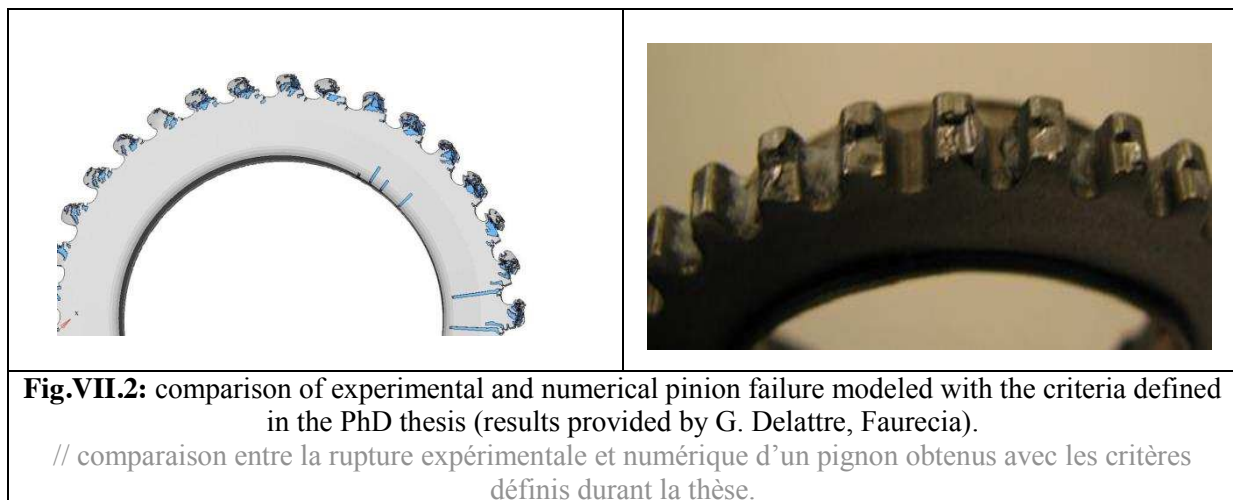 x
Fig.VII.2: comparison of experimental and numerical pinion failure modeled with the criteria defined
in the PhD thesis (results provided by G. Delattre, Faurecia).
// comparaison entre la rupture expérimentale et numérique d’un pignon obtenus avec les critères
définis durant la thèse.